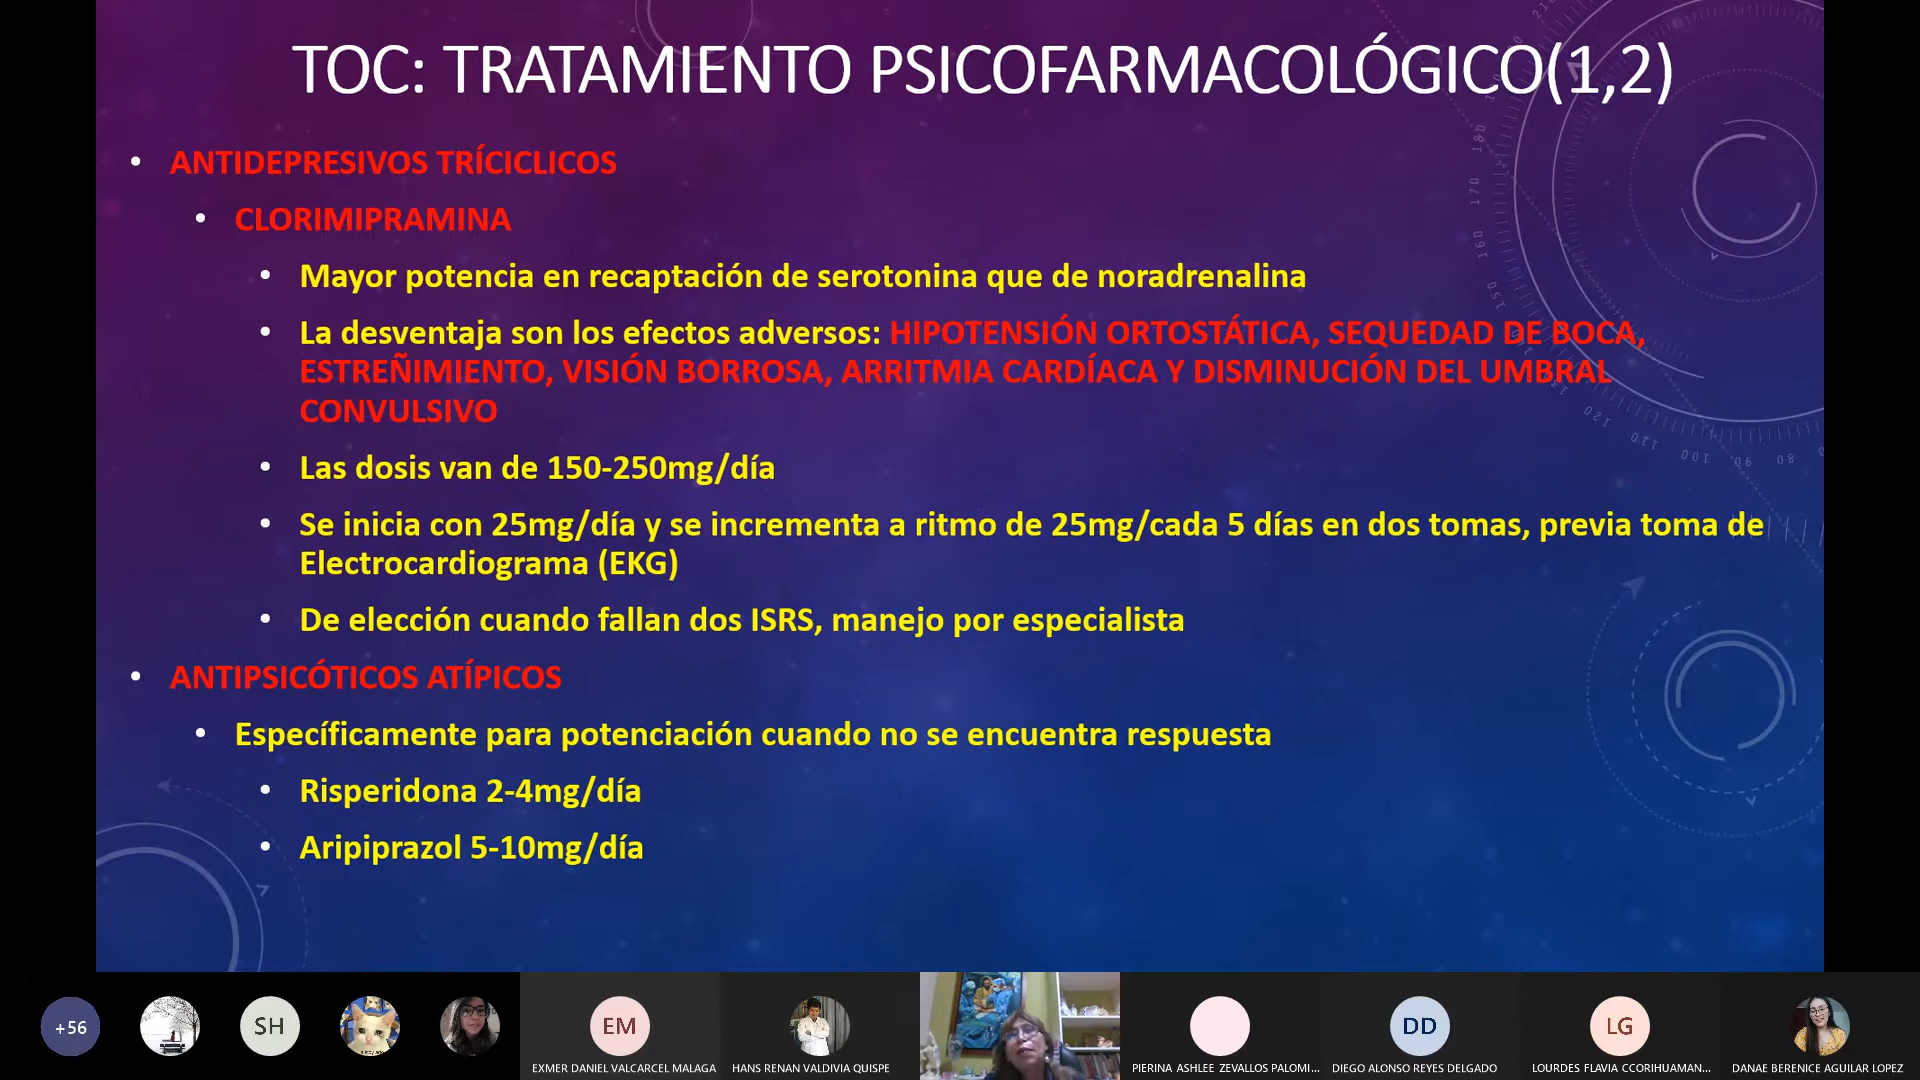 TOC: TRATAMIENTO PSICOFARMACOLÓGICO(1,2)
• ANTIDEPRESIVOS TRÍCICLICOS
• CLORIMIPRAMINA
• Mayor potencia en recaptación de serotonina que de noradrenalina
• La desventaja son los efectos adversos: HIPOTENSIÓN ORTOSTÁTICA, SEQUEDAD DE BOCA,
ESTREÑIMIENTO, VISIÓN BORROSA, ARRITMIA CARDÍACA Y DISMINUCIÓN DEL UMBRAL
CONVULSIVO
• Las dosis van de 150-250mg/día
• Se inicia con 25mg/día y se incrementa a ritmo de 25mg/cada 5 días en dos tomas, previa toma de
Electrocardiograma (EKG)
• De elección cuando fallan dos ISRS, manejo por especialista
• ANTIPSICÓTICOS ATÍPICOS
• Específicamente para potenciación cuando no se encuentra respuesta
• Risperidona 2-4mg/día
• Aripiprazol 5-10mg/día
+56
SH
EM
DD
LG
EXMER DANIEL VALCARCEL MALAGA
HANS RENAN VALDIVIA QUISPE
PIERINA ASHLEE ZEVALLOS PALOMI...
DIEGO ALONSO REYES DELGADO
LOURDES FLAVIA CCORIHUAMAN...
DANAE BERENICE AGUILAR LOPEZ